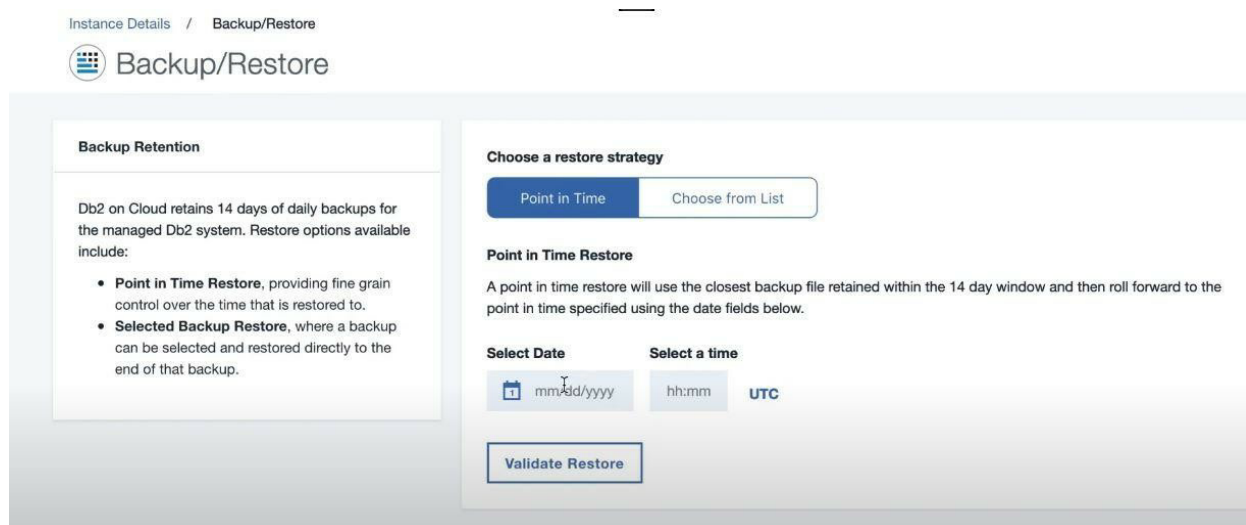 Instance Details / Backup/Restore
Backup/Restore
Backup Retention
Db2 on Cloud retains 14 days of daily backups for
the managed Db2 system. Restore options available
include:
• Point in Time Restore, providing fine grain
control over the time that is restored to.
• Selected Backup Restore, where a backup
can be selected and restored directly to the
end of that backup.
Choose a restore strategy
Point in Time Choose from List
Point in Time Restore
A point in time restore will use the closest backup file retained within the 14 day window and then roll forward to the
point in time specified using the date fields below.
Select Date Select a time
1 mm/dd/yyyy hh:mm UTC
Validate Restore